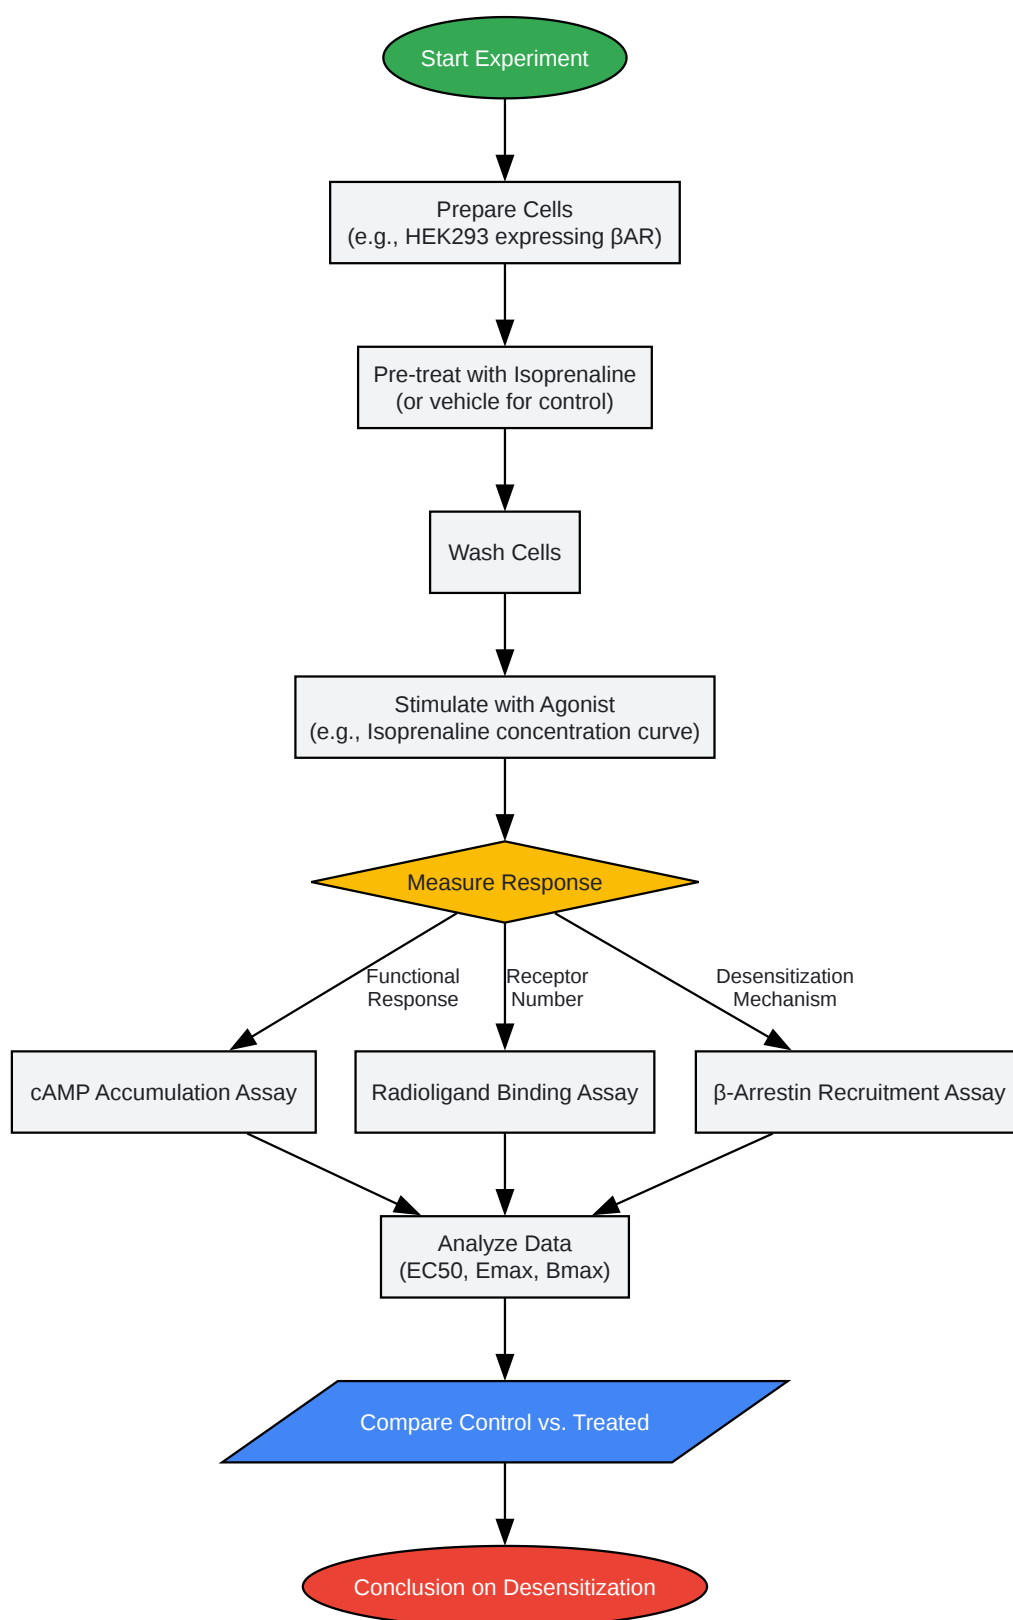 Start Experiment
Prepare Cells
(e.g., HEK293 expressing βAR)
Pre-treat with Isoprenaline
(or vehicle for control)
Wash Cells
Stimulate with Agonist
(e.g., Isoprenaline concentration curve)
Measure Response
Functional
Response
Receptor
Number
Desensitization
Mechanism
cAMP Accumulation Assay
Radioligand Binding Assay
β-Arrestin Recruitment Assay
Analyze Data
(EC50, Emax, Bmax)
Compare Control vs. Treated
Conclusion on Desensitization